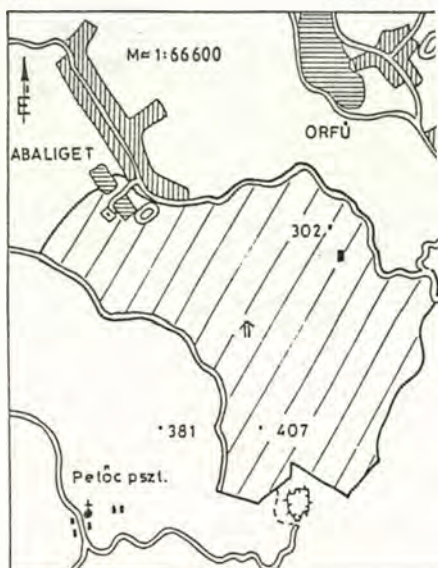 M=1:66600
É
ORFŰ
ABALIGET
302
381
407
Petőc pszt.